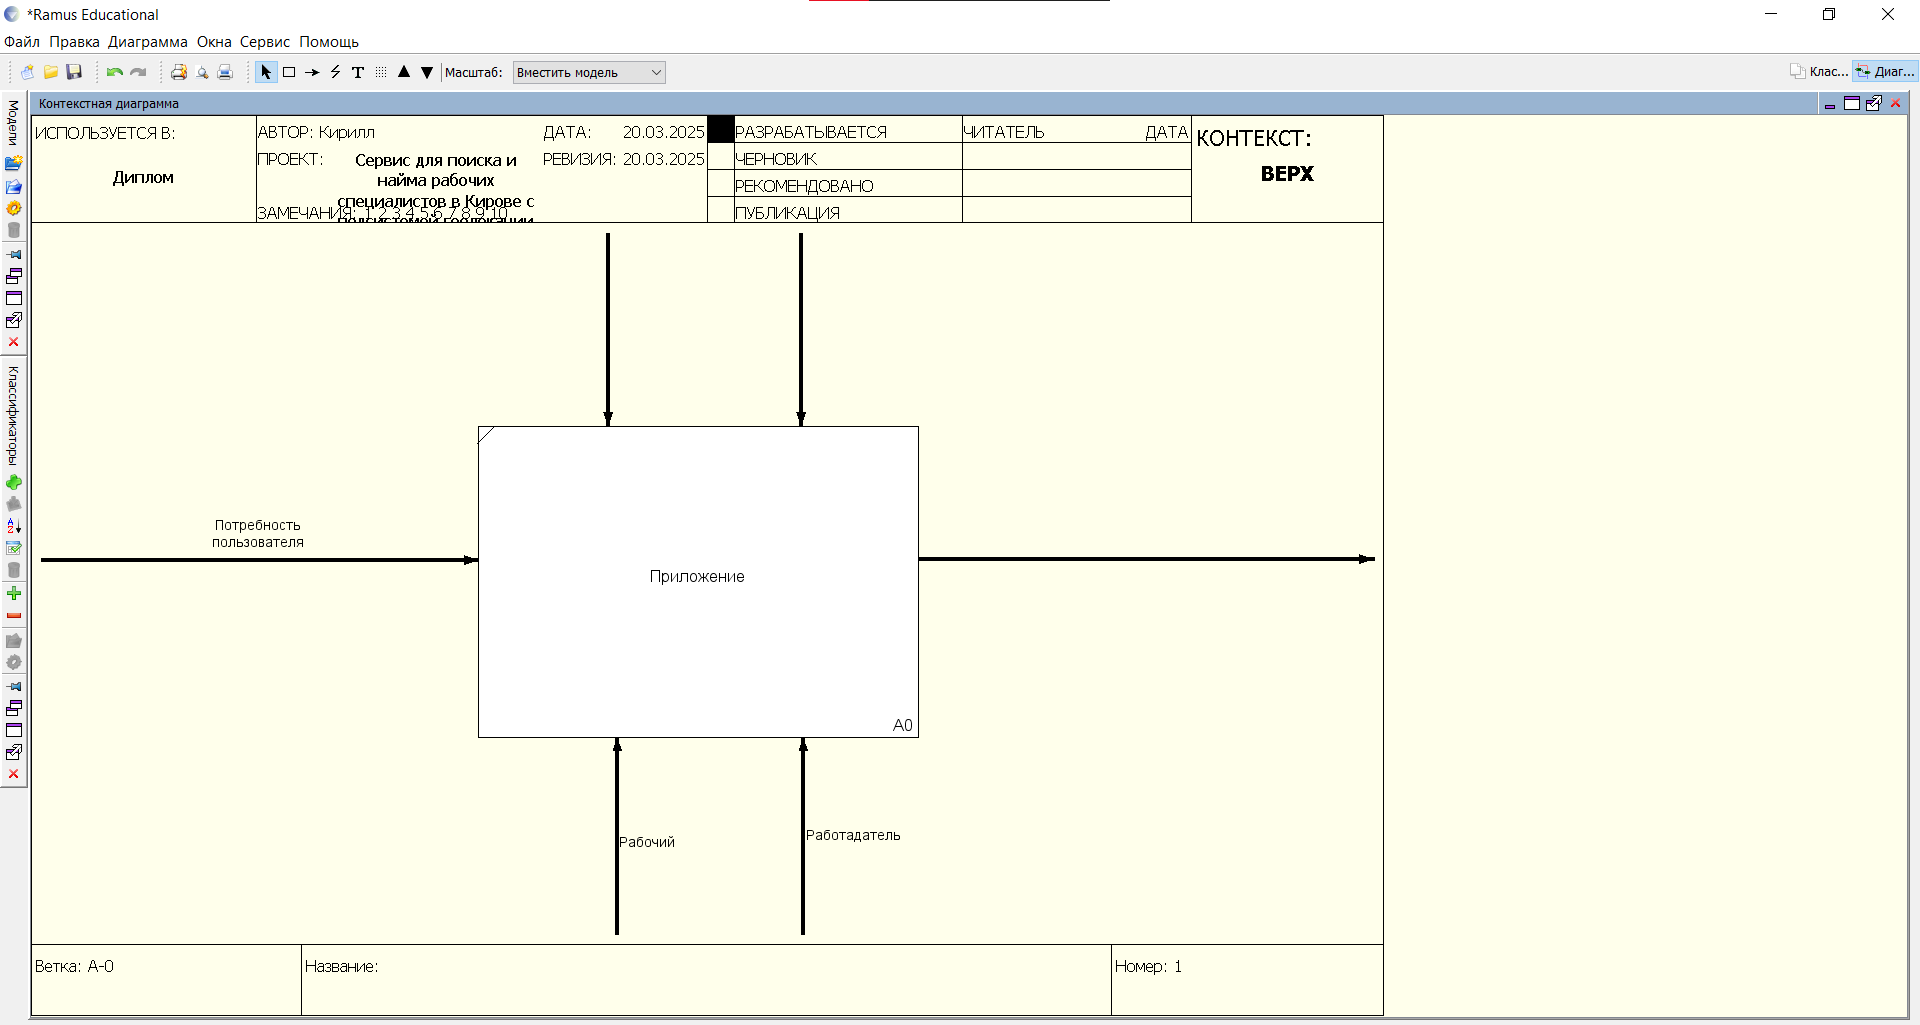 *Ramus Educational
Файл Правка Диаграмма Окна Сервис Помощь
Масштаб: Вместить модель
Клас... Диаг...
Модели
Классификаторы
Контекстная диаграмма
ИСПОЛЬЗУЕТСЯ В:
Диплом
АВТОР: Кирилл
ДАТА: 20.03.2025
ПРОЕКТ: Сервис для поиска и
найма рабочих
специалистов в Кирове с
подсистемой геолокации
РЕВИЗИЯ: 20.03.2025
ЗАМЕЧАНИЯ: 1 2 3 4 5 6 7 8 9 10
РАЗРАБАТЫВАЕТСЯ
ЧЕРНОВИК
РЕКОМЕНДОВАНО
ПУБЛИКАЦИЯ
ЧИТАТЕЛЬ ДАТА
КОНТЕКСТ:
ВЕРХ
Потребность
пользователя
Приложение
A0
Рабочий
Работадатель
Ветка: A-0
Название:
Номер: 1